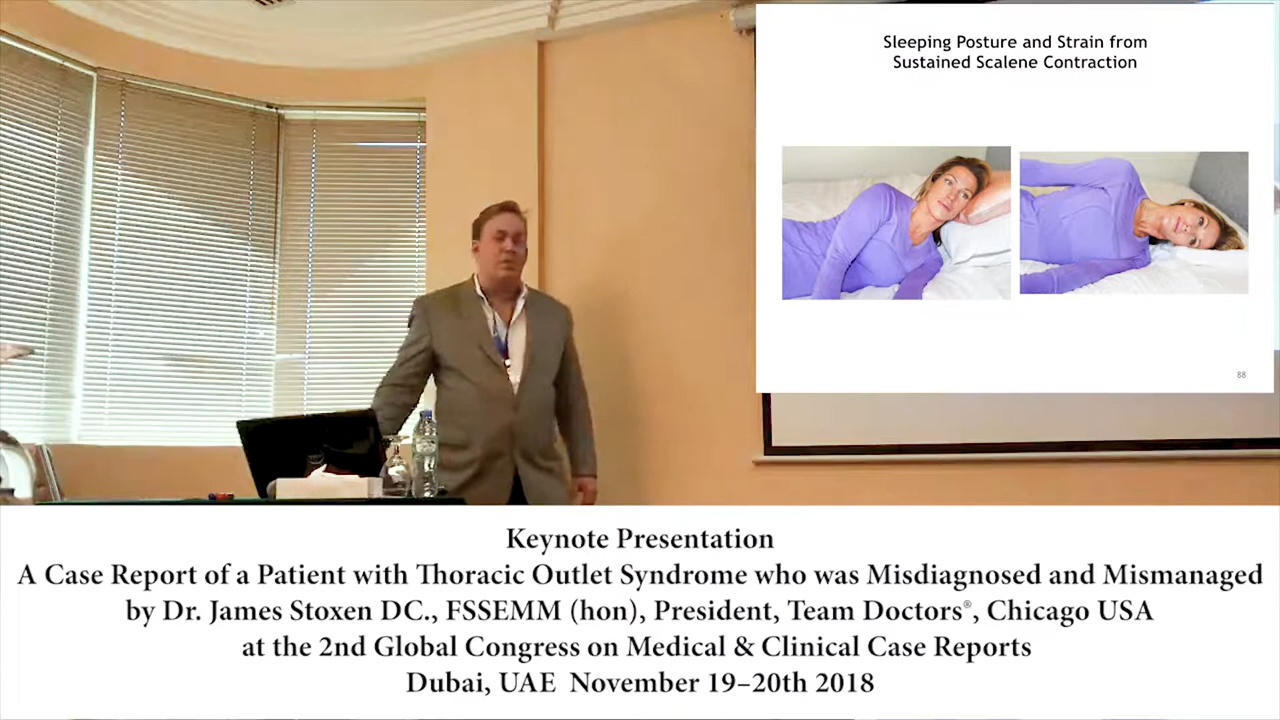 Sleeping Posture and Strain from
Sustained Scalene Contraction
88
Keynote Presentation
A Case Report of a Patient with Thoracic Outlet Syndrome who was Misdiagnosed and Mismanaged
by Dr. James Stoxen DC., FSSEMM (hon), President, Team Doctors®, Chicago USA
at the 2nd Global Congress on Medical & Clinical Case Reports
Dubai, UAE November 19–20th 2018